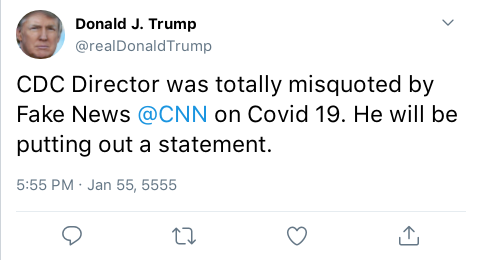 Donald J. Trump
@realDonaldTrump
CDC Director was totally misquoted by
Fake News @CNN on Covid 19. He will be
putting out a statement.
5:55 PM · Jan 55, 5555